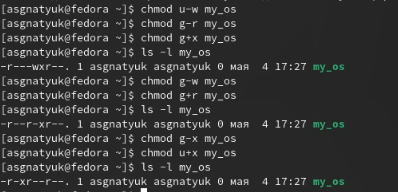 [asgnatyuk@fedora ~]$ chmod u-w my_os
[asgnatyuk@fedora ~]$ chmod g-r my_os
[asgnatyuk@fedora ~]$ chmod g+x my_os
[asgnatyuk@fedora ~]$ ls -l my_os
-r---wxr--. 1 asgnatyuk asgnatyuk 0 мая  4 17:27 my_os
[asgnatyuk@fedora ~]$ chmod g-w my_os
[asgnatyuk@fedora ~]$ chmod g+r my_os
[asgnatyuk@fedora ~]$ ls -l my_os
-r--r-xr--. 1 asgnatyuk asgnatyuk 0 мая  4 17:27 my_os
[asgnatyuk@fedora ~]$ chmod g-x my_os
[asgnatyuk@fedora ~]$ chmod u+x my_os
[asgnatyuk@fedora ~]$ ls -l my_os
-r-xr--r--. 1 asgnatyuk asgnatyuk 0 мая  4 17:27 my_os